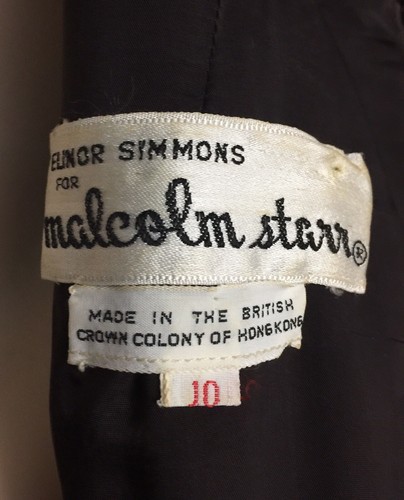 ELINOR SIMMONS
FOR
malcolm starr®
MADE IN THE BRITISH
CROWN COLONY OF HONGKONG
10